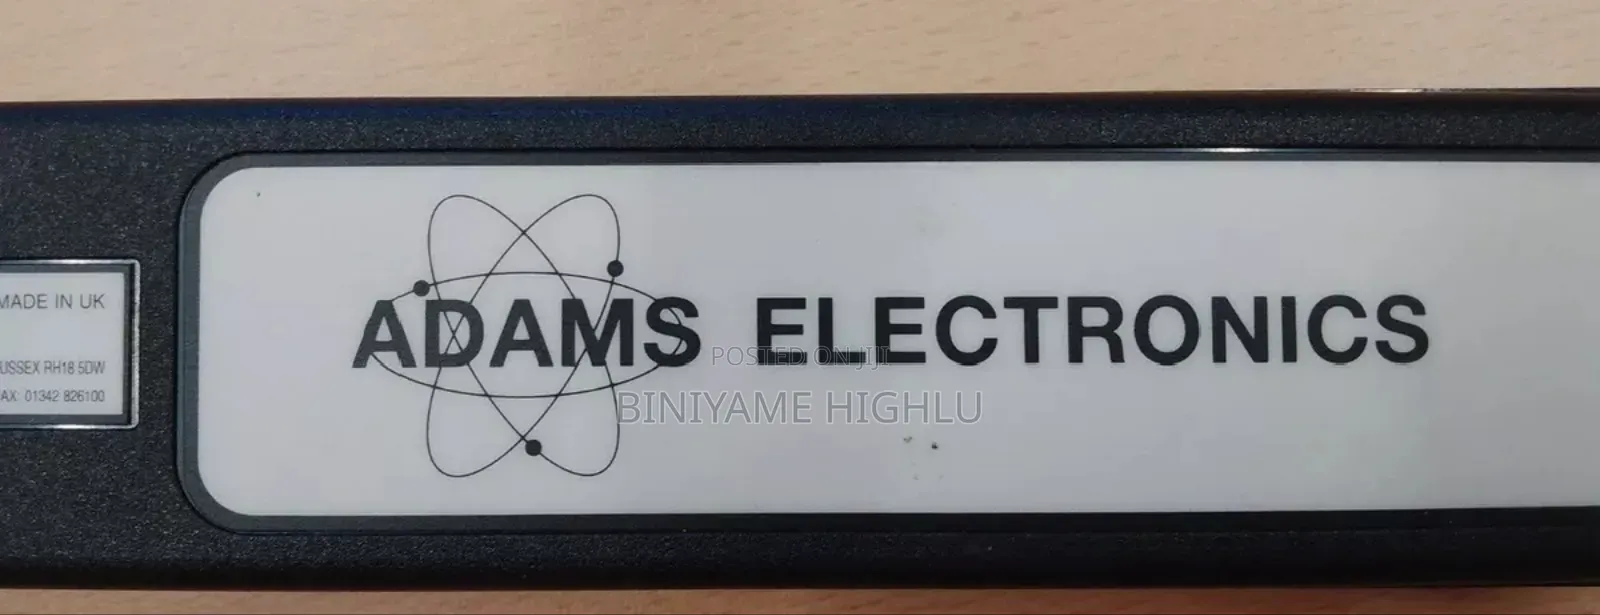 MADE IN UK
USSEX RH18 5DW
AX: 01342 826100
ADAMS ELECTRONICS
POSTED ON JIJI
BINIYAME HIGHLU